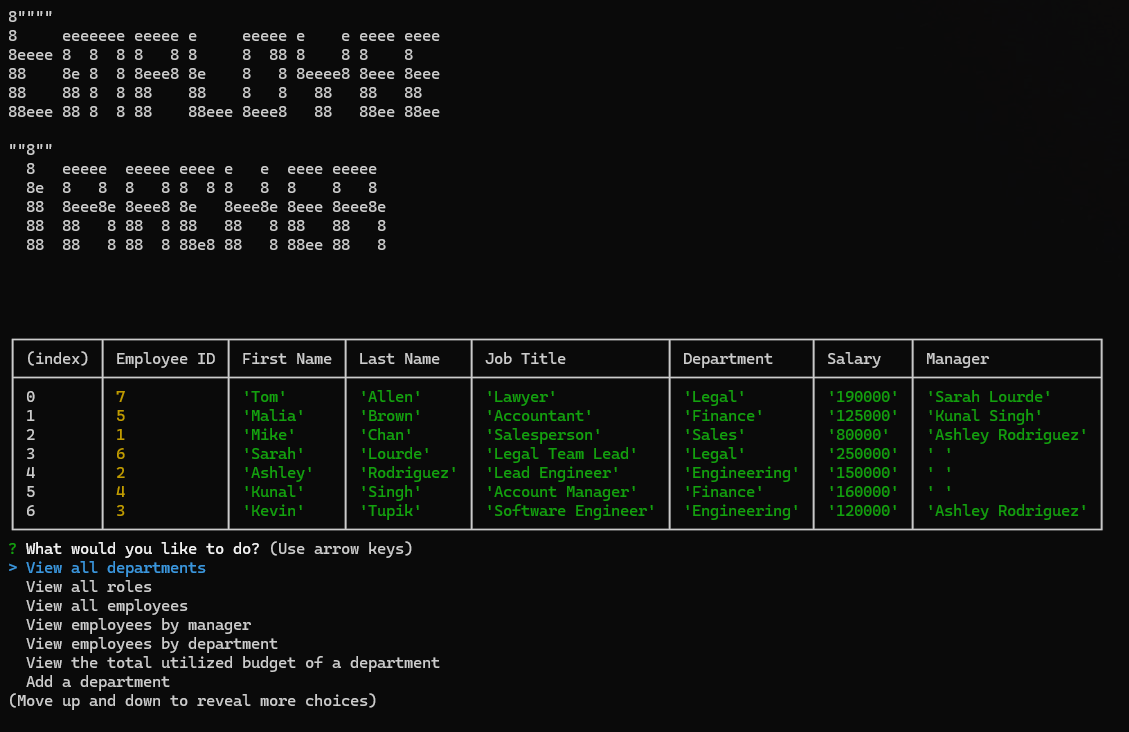 8""""
8     eeeeeee eeeee e     eeeee e    e eeee eeee
8eeee 8  8  8 8   8 8     8  88 8    8 8    8
88    8e 8  8 8eee8 8e    8   8 8eeee8 8eee 8eee
88    88 8  8 88    88    8   8   88   88   88
88eee 88 8  8 88    88eee 8eee8   88   88ee 88ee
""8""
  8   eeeee  eeeee eeee e   e  eeee eeeee
  8e  8   8  8   8 8  8 8   8  8    8   8
  88  8eee8e 8eee8 8e   8eee8e 8eee 8eee8e
  88  88   8 88  8 88   88   8 88   88   8
  88  88   8 88  8 88e8 88   8 88ee 88   8
(index) Employee ID First Name Last Name Job Title Department Salary Manager
0 7 'Tom' 'Allen' 'Lawyer' 'Legal' '190000' 'Sarah Lourde'
1 5 'Malia' 'Brown' 'Accountant' 'Finance' '125000' 'Kunal Singh'
2 1 'Mike' 'Chan' 'Salesperson' 'Sales' '80000' 'Ashley Rodriguez'
3 6 'Sarah' 'Lourde' 'Legal Team Lead' 'Legal' '250000' ' '
4 2 'Ashley' 'Rodriguez' 'Lead Engineer' 'Engineering' '150000' ' '
5 4 'Kunal' 'Singh' 'Account Manager' 'Finance' '160000' ' '
6 3 'Kevin' 'Tupik' 'Software Engineer' 'Engineering' '120000' 'Ashley Rodriguez'
? What would you like to do? (Use arrow keys)
> View all departments
View all roles
View all employees
View employees by manager
View employees by department
View the total utilized budget of a department
Add a department
(Move up and down to reveal more choices)